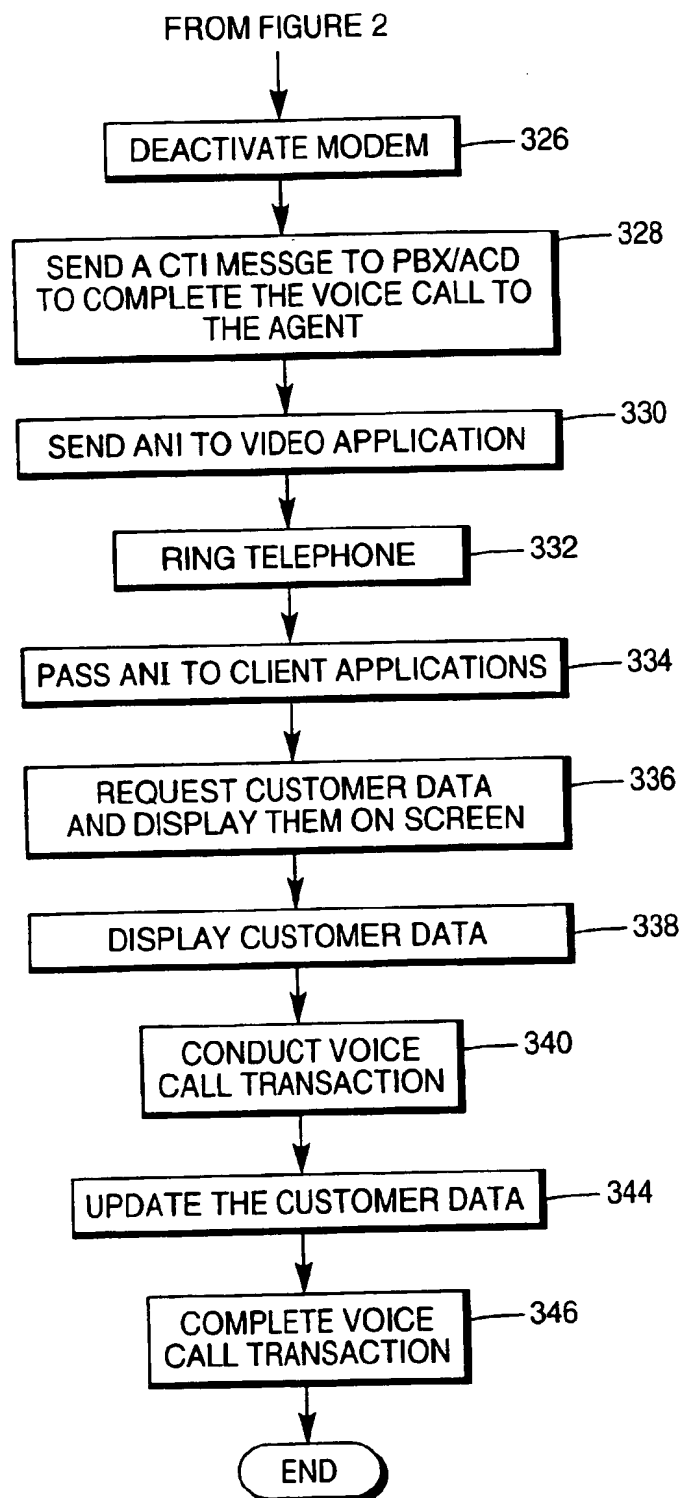 FROM FIGURE 2
DEACTIVATE MODEM
326
SEND A CTI MESSGE TO PBX/ACD
TO COMPLETE THE VOICE CALL TO
THE AGENT
328
SEND ANI TO VIDEO APPLICATION
330
RING TELEPHONE
332
PASS ANI TO CLIENT APPLICATIONS
334
REQUEST CUSTOMER DATA
AND DISPLAY THEM ON SCREEN
336
DISPLAY CUSTOMER DATA
338
CONDUCT VOICE
CALL TRANSACTION
340
UPDATE THE CUSTOMER DATA
344
COMPLETE VOICE
CALL TRANSACTION
346
END